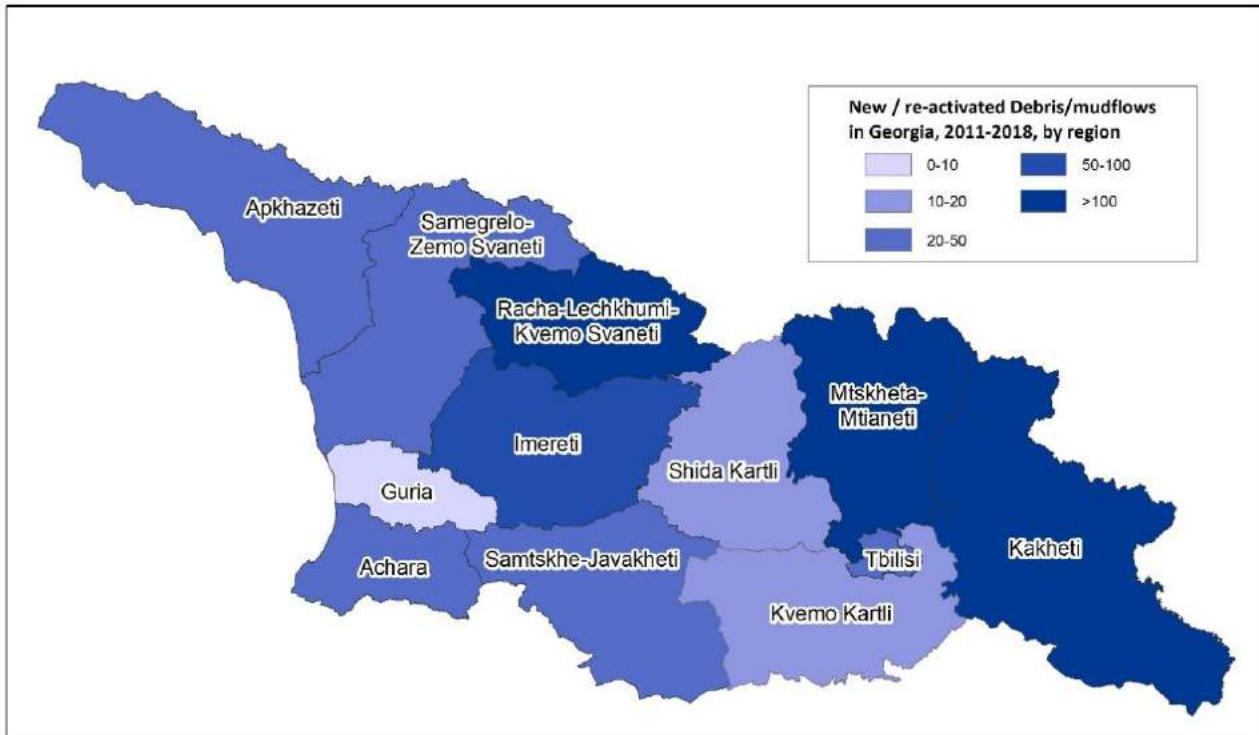 New / re-activated Debris/mudflows
in Georgia, 2011-2018, by region
0-10
10-20
20-50
50-100
>100
Apkhazeti
Samegrelo-
Zemo Svaneti
Racha-Lechkhumi-
Kvemo Svaneti
Mtskheta-
Mtianeti
Imereti
Shida Kartli
Guria
Kakheti
Achara
Samtskhe-Javakheti
Tbilisi
Kvemo Kartli